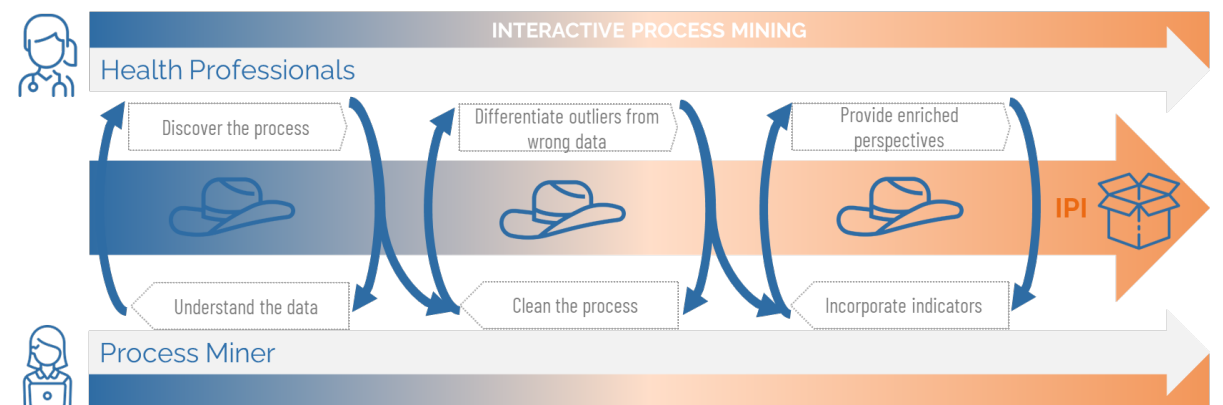 INTERACTIVE PROCESS MINING
Health Professionals
Discover the process
Differentiate outliers from
wrong data
Provide enriched
perspectives
IPI
Understand the data
Clean the process
Incorporate indicators
Process Miner